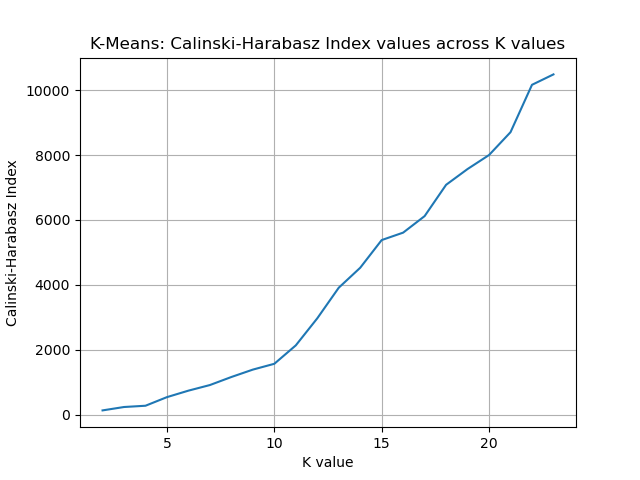 K-Means: Calinski-Harabasz Index values across K values
Calinski-Harabasz Index
10000
8000
6000
4000
2000
0
5 10 15 20
K value